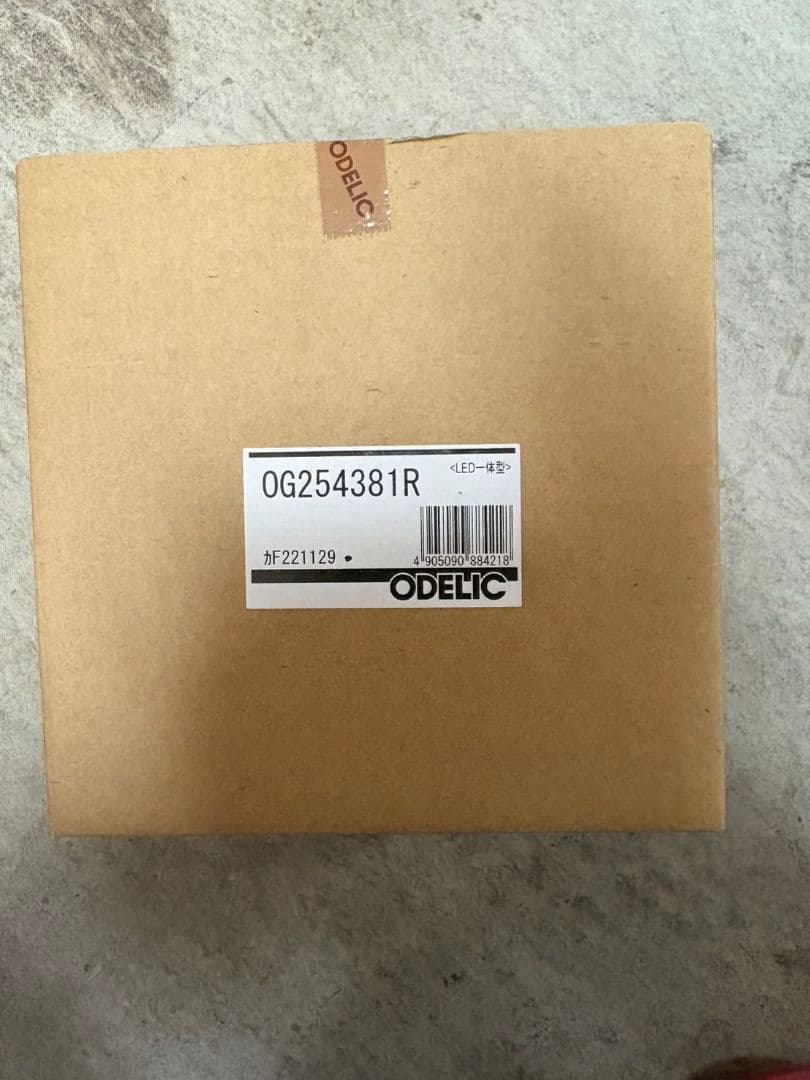 ODELIC
OG254381R
<LED一体型>
ｶF221129
4 905090 884218
ODELIC